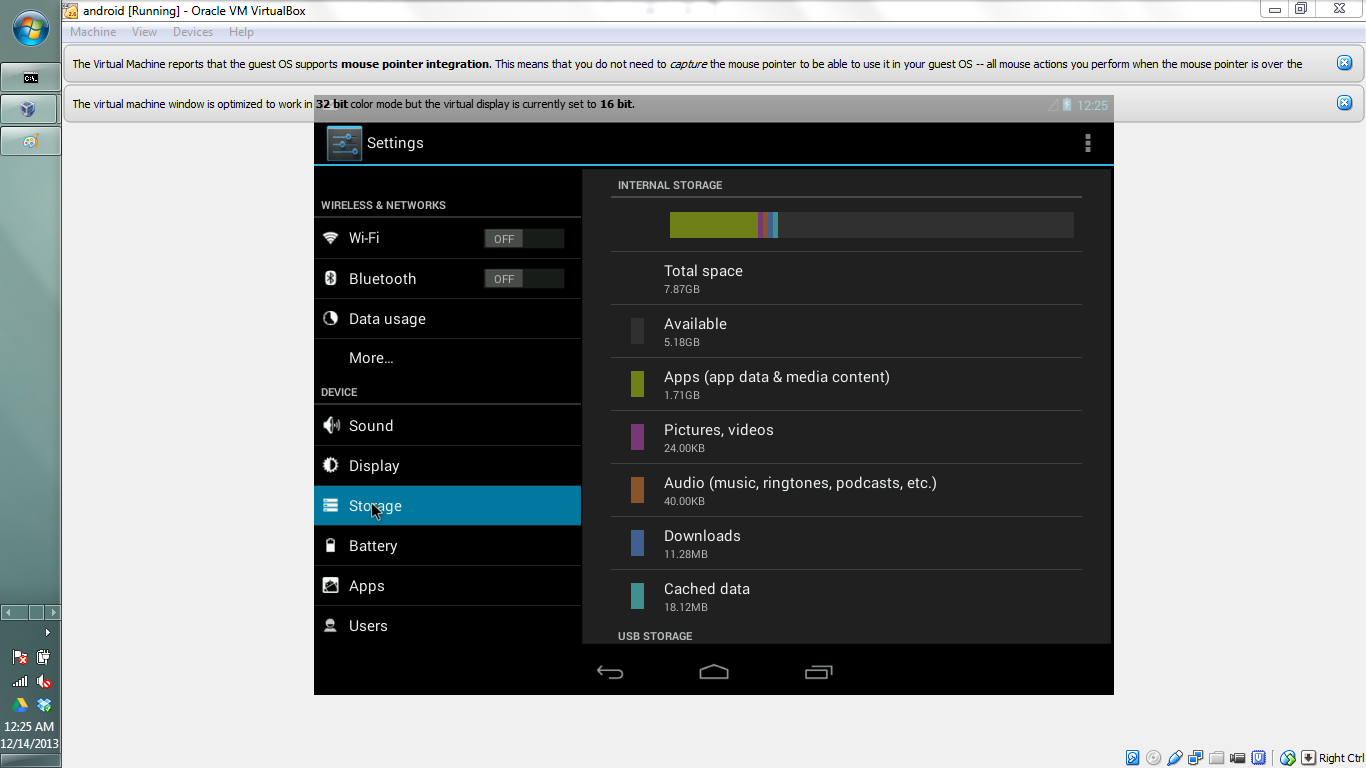 android [Running] - Oracle VM VirtualBox
Machine View Devices Help
The Virtual Machine reports that the guest OS supports mouse pointer integration. This means that you do not need to capture the mouse pointer to be able to use it in your guest OS -- all mouse actions you perform when the mouse pointer is over the
The virtual machine window is optimized to work in 32 bit color mode but the virtual display is currently set to 16 bit.
12:25
Settings
WIRELESS & NETWORKS
Wi-Fi OFF
Bluetooth OFF
Data usage
More...
DEVICE
Sound
Display
Storage
Battery
Apps
Users
INTERNAL STORAGE
Total space
7.87GB
Available
5.18GB
Apps (app data & media content)
1.71GB
Pictures, videos
24.00KB
Audio (music, ringtones, podcasts, etc.)
40.00KB
Downloads
11.28MB
Cached data
18.12MB
USB STORAGE
12:25 AM
12/14/2013
Right Ctrl